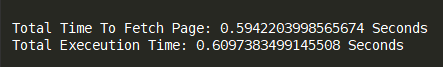 Total Time To Fetch Page: 0.5942203998565674 Seconds
Total Execeution Time: 0.6097383499145508 Seconds